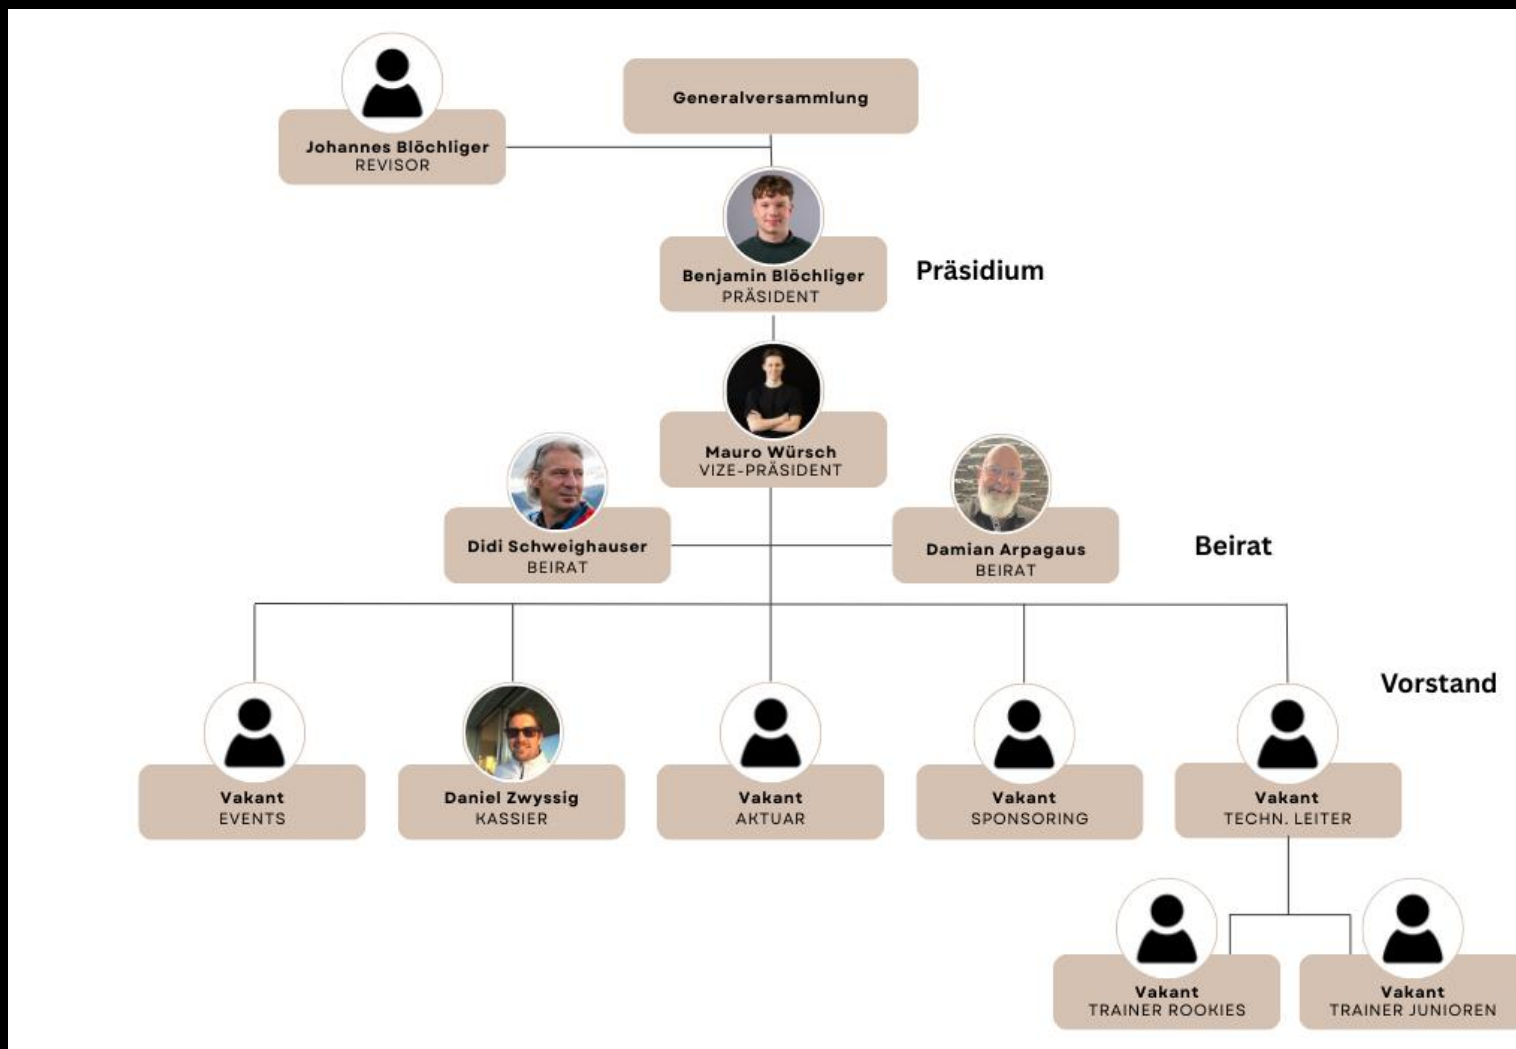 Generalversammlung
Johannes Blöchliger
REVISOR
Benjamin Blöchliger
PRÄSIDENT
Präsidium
Mauro Würsch
VIZE-PRÄSIDENT
Didi Schweighauser
BEIRAT
Damian Arpagaus
BEIRAT
Beirat
Vorstand
Vakant
EVENTS
Daniel Zwyssig
KASSIER
Vakant
AKTUAR
Vakant
SPONSORING
Vakant
TECHN. LEITER
Vakant
TRAINER ROOKIES
Vakant
TRAINER JUNIOREN